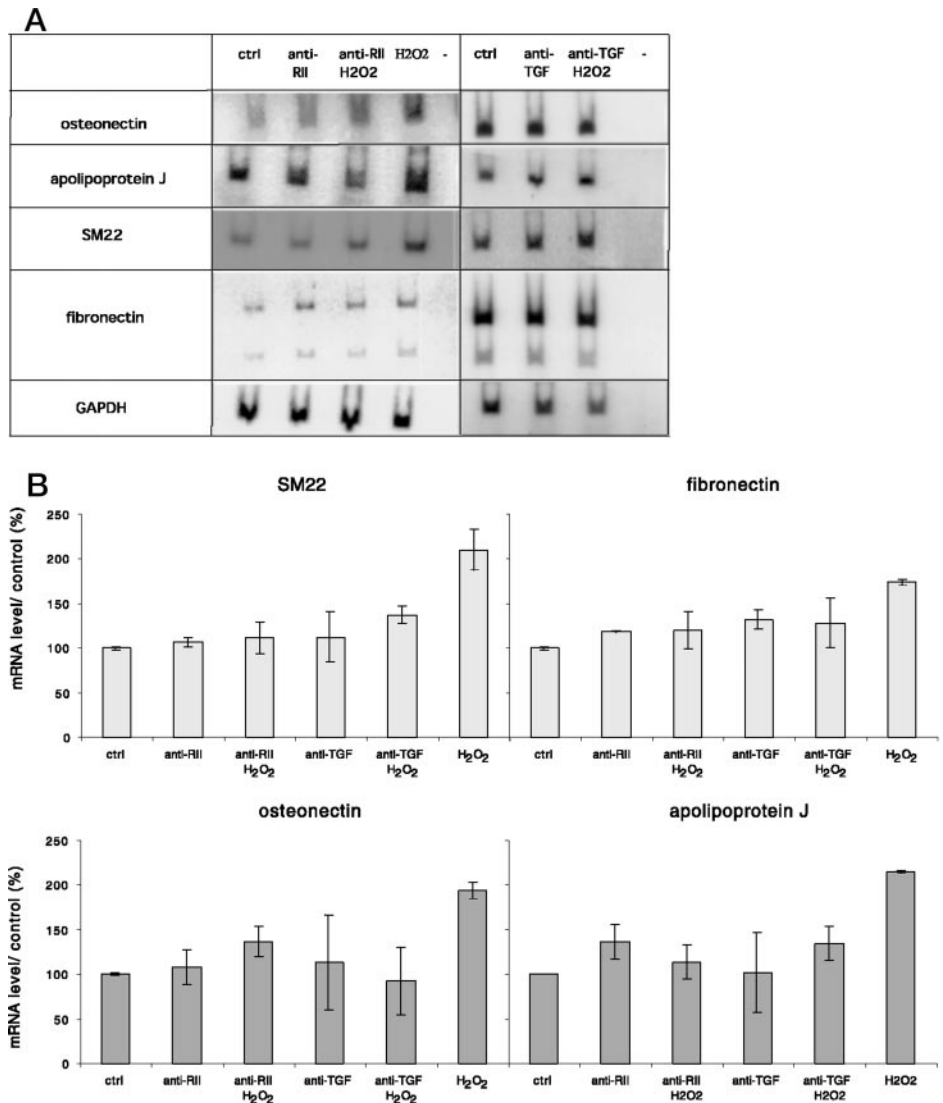 A
ctrl anti-RII anti-RII H2O2 H2O2 - ctrl anti-TGF anti-TGF H2O2 -
osteonectin
apolipoprotein J
SM22
fibronectin
GAPDH
B
SM22
mRNA level/ control (%)
250
200
150
100
50
0
ctrl anti-RII anti-RII H₂O₂ anti-TGF anti-TGF H₂O₂ H₂O₂
fibronectin
ctrl anti-RII anti-RII H₂O₂ anti-TGF anti-TGF H₂O₂ H₂O₂
osteonectin
mRNA level/ control (%)
250
200
150
100
50
0
ctrl anti-RII anti-RII H₂O₂ anti-TGF anti-TGF H₂O₂ H₂O₂
apolipoprotein J
ctrl anti-RII anti-RII H2O2 anti-TGF anti-TGF H2O2 H2O2